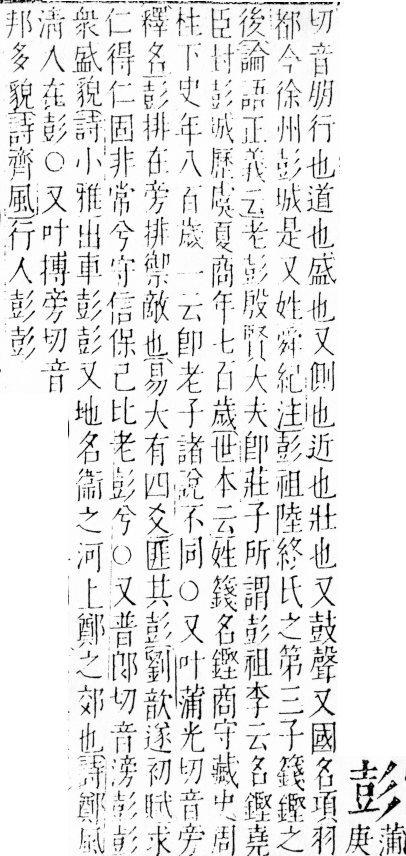 彭
蒲庚
切音朋行也道也盛也又側也近也壯也又鼓聲又國名項羽
都今徐州彭城是又姓舜紀注彭祖陸終氏之第三子籛鏗之
後論語正義云老彭殷賢大夫卽莊子所謂彭祖李云名鏗堯
臣封彭城歷虞夏商年七百歲世本云姓籛名鏗商守藏史周
柱下史年八百歲一云卽老子諸說不同○又叶蒲光切音旁
釋名彭排在旁排禦敵也易大有四爻匪其彭劉歆遂初賦求
仁得仁固非常兮守信保己比老彭兮○又普郎切音滂彭彭
衆盛貌詩小雅出車彭彭又地名衞之河上鄭之郊也詩鄭風
淸人在彭○又叶搏旁切音
邦多貌詩齊風行人彭彭